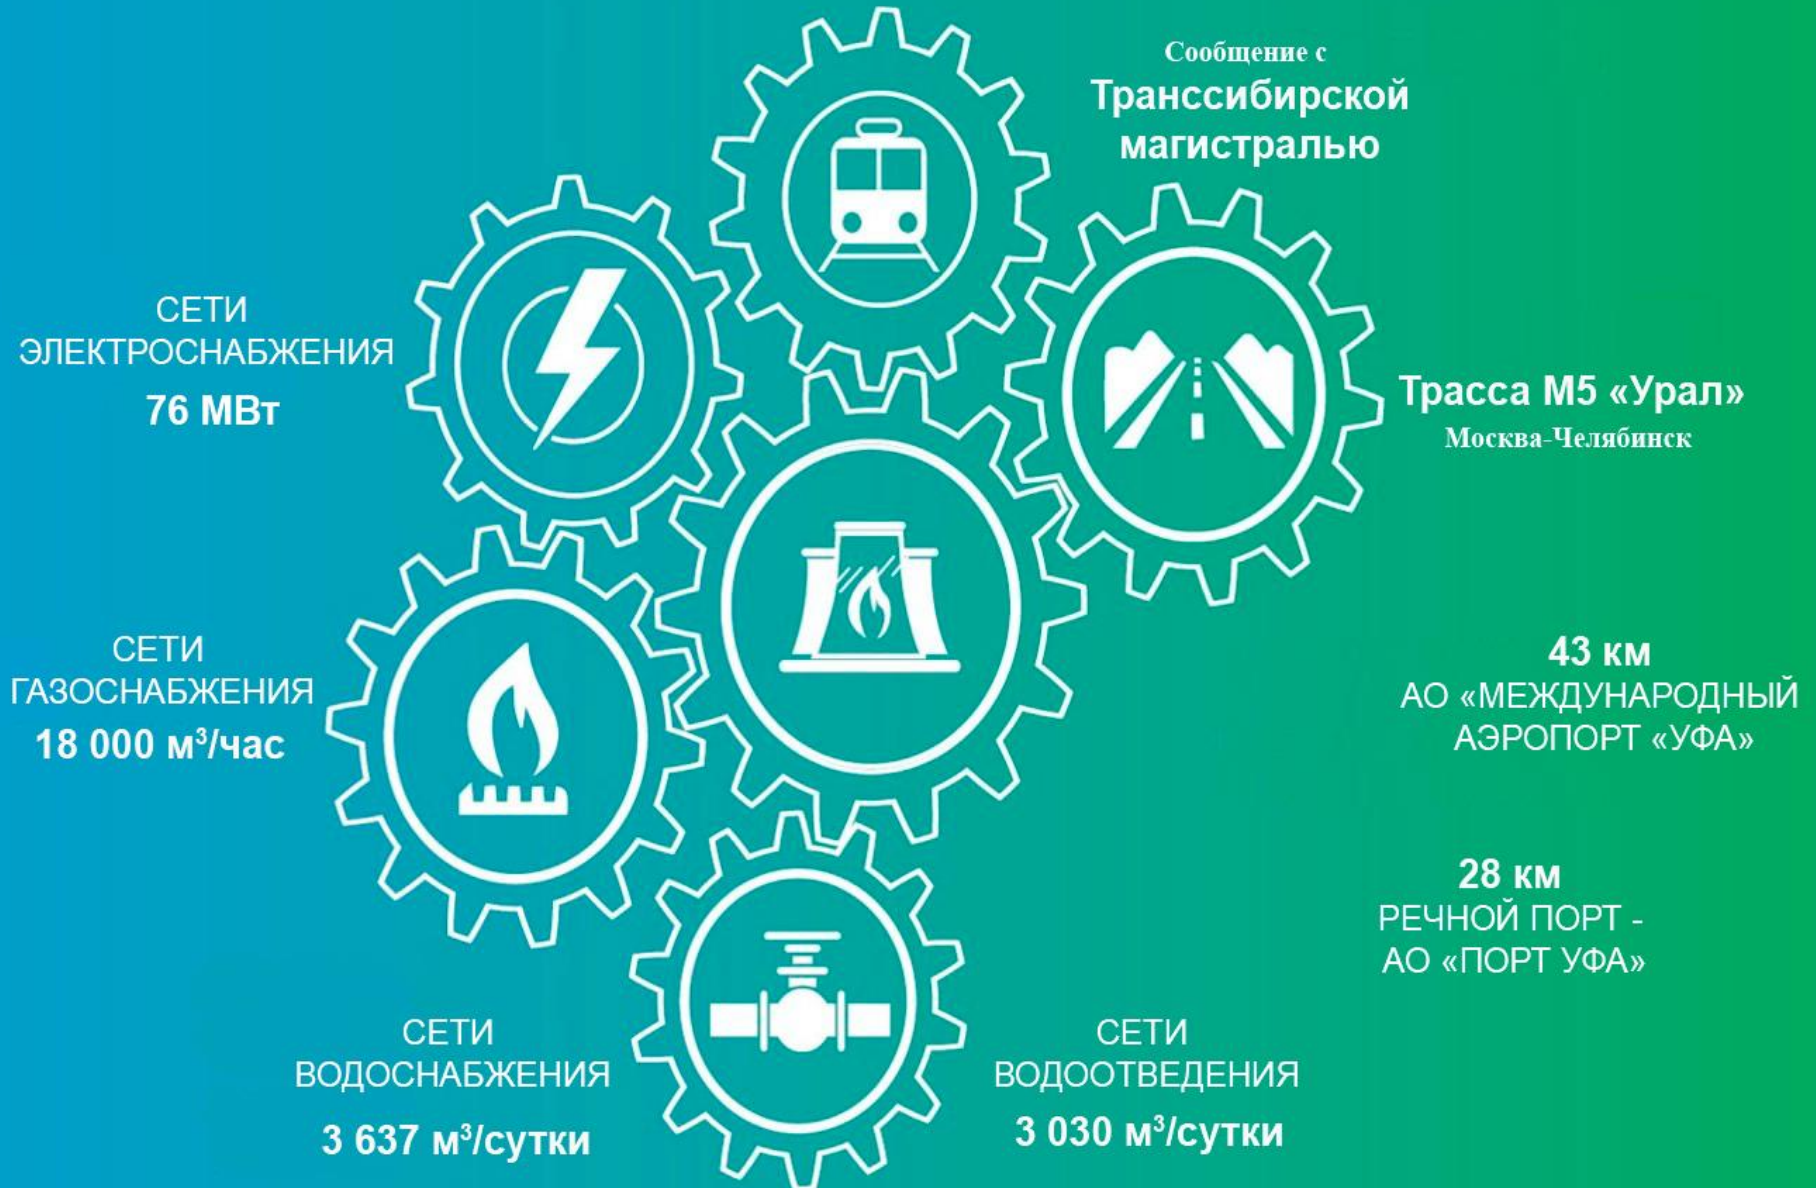 Сообщение с
Транссибирской
магистралью
СЕТИ
ЭЛЕКТРОСНАБЖЕНИЯ
76 МВт
Трасса М5 «Урал»
Москва-Челябинск
СЕТИ
ГАЗОСНАБЖЕНИЯ
18 000 м³/час
43 км
АО «МЕЖДУНАРОДНЫЙ
АЭРОПОРТ «УФА»
28 км
РЕЧНОЙ ПОРТ -
АО «ПОРТ УФА»
СЕТИ
ВОДОСНАБЖЕНИЯ
3 637 м³/сутки
СЕТИ
ВОДООТВЕДЕНИЯ
3 030 м³/сутки